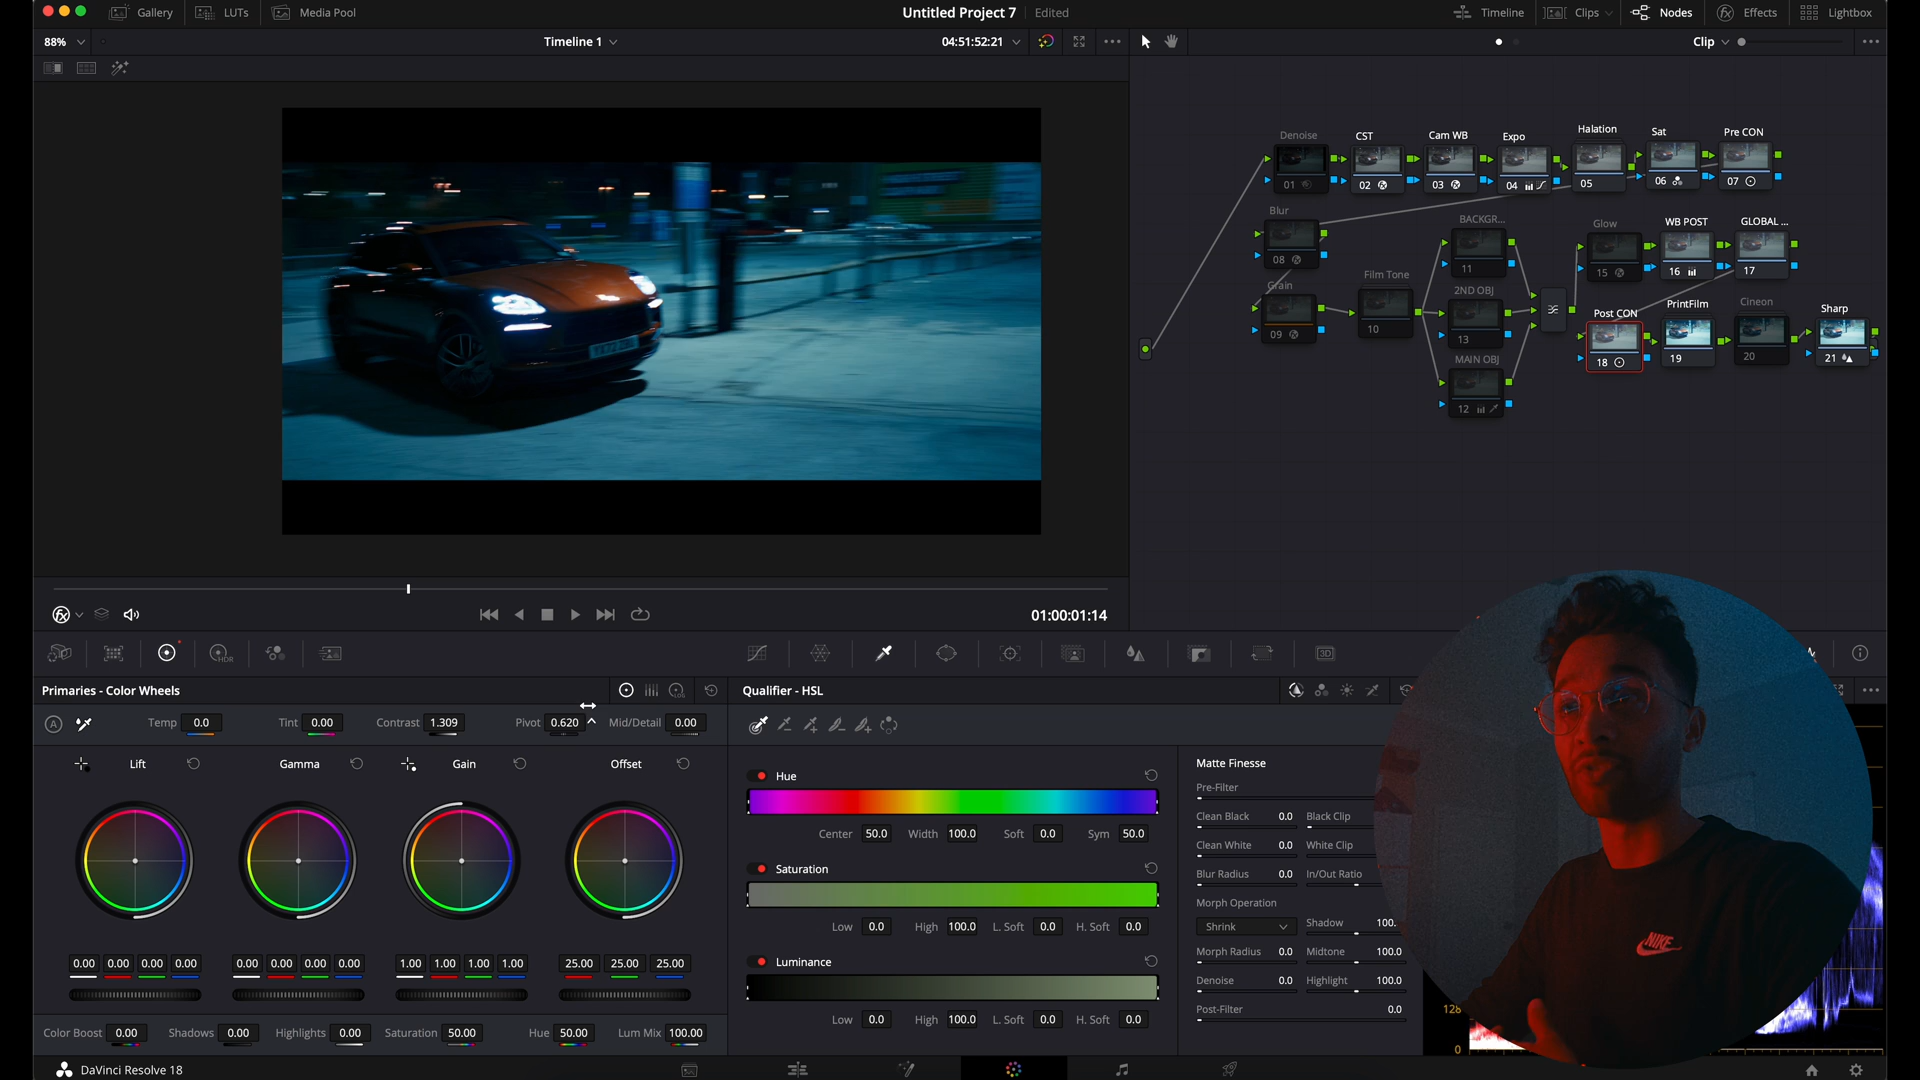 Gallery LUTs Media Pool Untitled Project 7 Edited Timeline Clips Nodes Effects Lightbox
88% Timeline 1 04:51:52:21 Clip
Denoise CST Cam WB Expo Halation Sat Pre CON
01 02 03 04 05 06 07
Blur BACKGR... Glow WB POST GLOBAL ...
08 11 15 16 17
Grain Film Tone 2ND OBJ Post CON PrintFilm Cineon Sharp
09 10 13 18 19 20 21
MAIN OBJ
12
01:00:01:14
HDR 3D
Primaries - Color Wheels LOG Qualifier - HSL
A Temp 0.0 Tint 0.00 Contrast 1.309 Pivot 0.620 Mid/Detail 0.00
Lift Gamma Gain Offset
0.00 0.00 0.00 0.00 0.00 0.00 0.00 0.00 1.00 1.00 1.00 1.00 25.00 25.00 25.00
Color Boost 0.00 Shadows 0.00 Highlights 0.00 Saturation 50.00 Hue 50.00 Lum Mix 100.00
Hue
Center 50.0 Width 100.0 Soft 0.0 Sym 50.0
Saturation
Low 0.0 High 100.0 L. Soft 0.0 H. Soft 0.0
Luminance
Low 0.0 High 100.0 L. Soft 0.0 H. Soft 0.0
Matte Finesse
Pre-Filter
Clean Black 0.0 Black Clip
Clean White 0.0 White Clip
Blur Radius 0.0 In/Out Ratio
Morph Operation
Shrink Shadow 100.
Morph Radius 0.0 Midtone 100.0
Denoise 0.0 Highlight 100.0
Post-Filter 0.0
128
0
NIKE
DaVinci Resolve 18